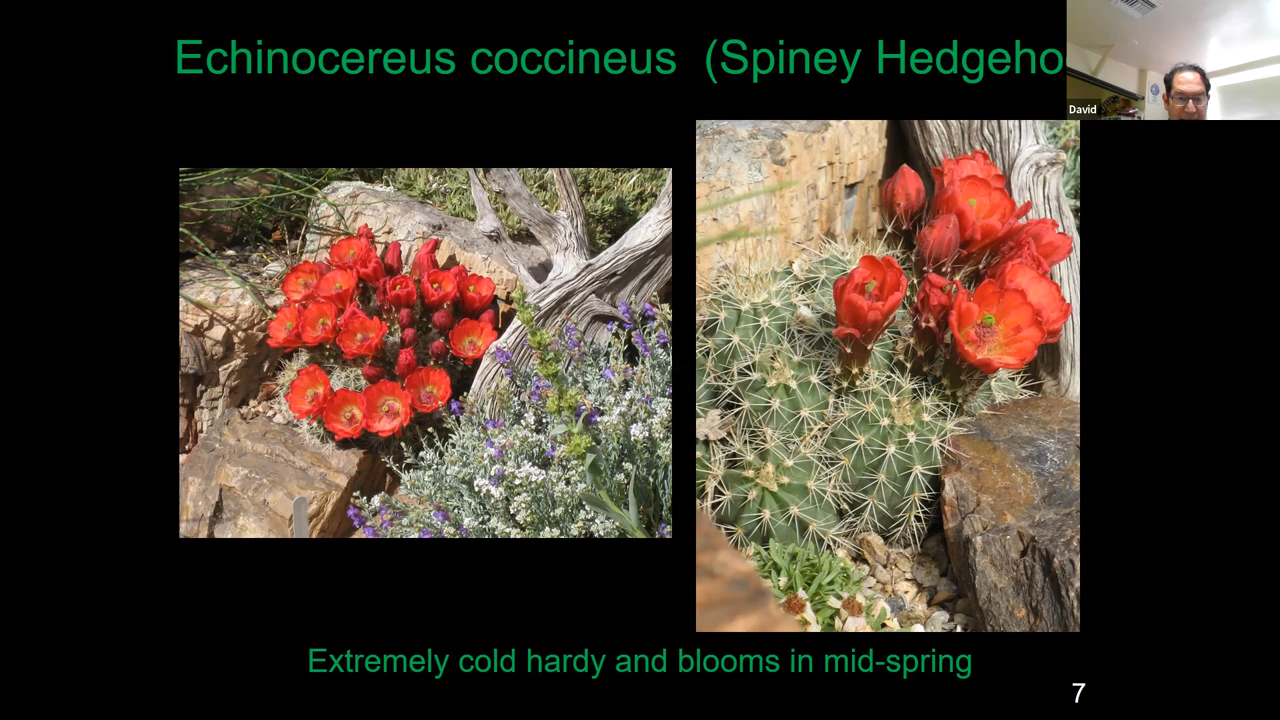 Echinocereus coccineus (Spiney Hedgeho
David
Extremely cold hardy and blooms in mid-spring
7